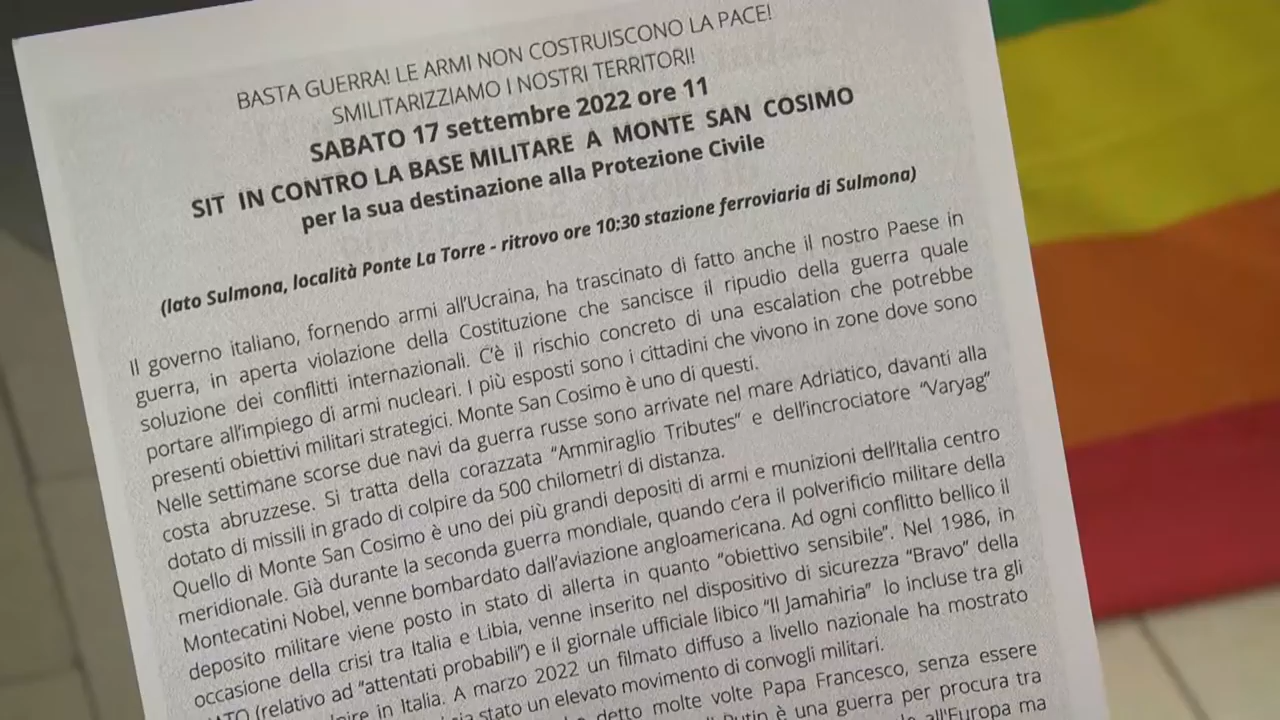 BASTA GUERRA! LE ARMI NON COSTRUISCONO LA PACE!
SMILITARIZZIAMO I NOSTRI TERRITORI!
SABATO 17 settembre 2022 ore 11
SIT IN CONTRO LA BASE MILITARE A MONTE SAN COSIMO
per la sua destinazione alla Protezione Civile
(lato Sulmona, località Ponte La Torre - ritrovo ore 10:30 stazione ferroviaria di Sulmona)
Il governo italiano, fornendo armi all'Ucraina, ha trascinato di fatto anche il nostro Paese in
guerra, in aperta violazione della Costituzione che sancisce il ripudio della guerra quale
soluzione dei conflitti internazionali. C'è il rischio concreto di una escalation che potrebbe
portare all'impiego di armi nucleari. I più esposti sono i cittadini che vivono in zone dove sono
presenti obiettivi militari strategici. Monte San Cosimo è uno di questi.
Nelle settimane scorse due navi da guerra russe sono arrivate nel mare Adriatico, davanti alla
costa abruzzese. Si tratta della corazzata "Ammiraglio Tributes" e dell'incrociatore "Varyag"
dotato di missili in grado di colpire da 500 chilometri di distanza.
Quello di Monte San Cosimo è uno dei più grandi depositi di armi e munizioni dell'Italia centro
meridionale. Già durante la seconda guerra mondiale, quando c'era il polverificio militare della
Montecatini Nobel, venne bombardato dall'aviazione angloamericana. Ad ogni conflitto bellico il
deposito militare viene posto in stato di allerta in quanto "obiettivo sensibile". Nel 1986, in
occasione della crisi tra Italia e Libia, venne inserito nel dispositivo di sicurezza "Bravo" della
(relativo ad "attentati probabili") e il giornale ufficiale libico "Il Jamahiria" lo incluse tra gli
in Italia. A marzo 2022 un filmato diffuso a livello nazionale ha mostrato
stato un elevato movimento di convogli militari.
detto molte volte Papa Francesco, senza essere
Putin è una guerra per procura tra
all'Europa ma